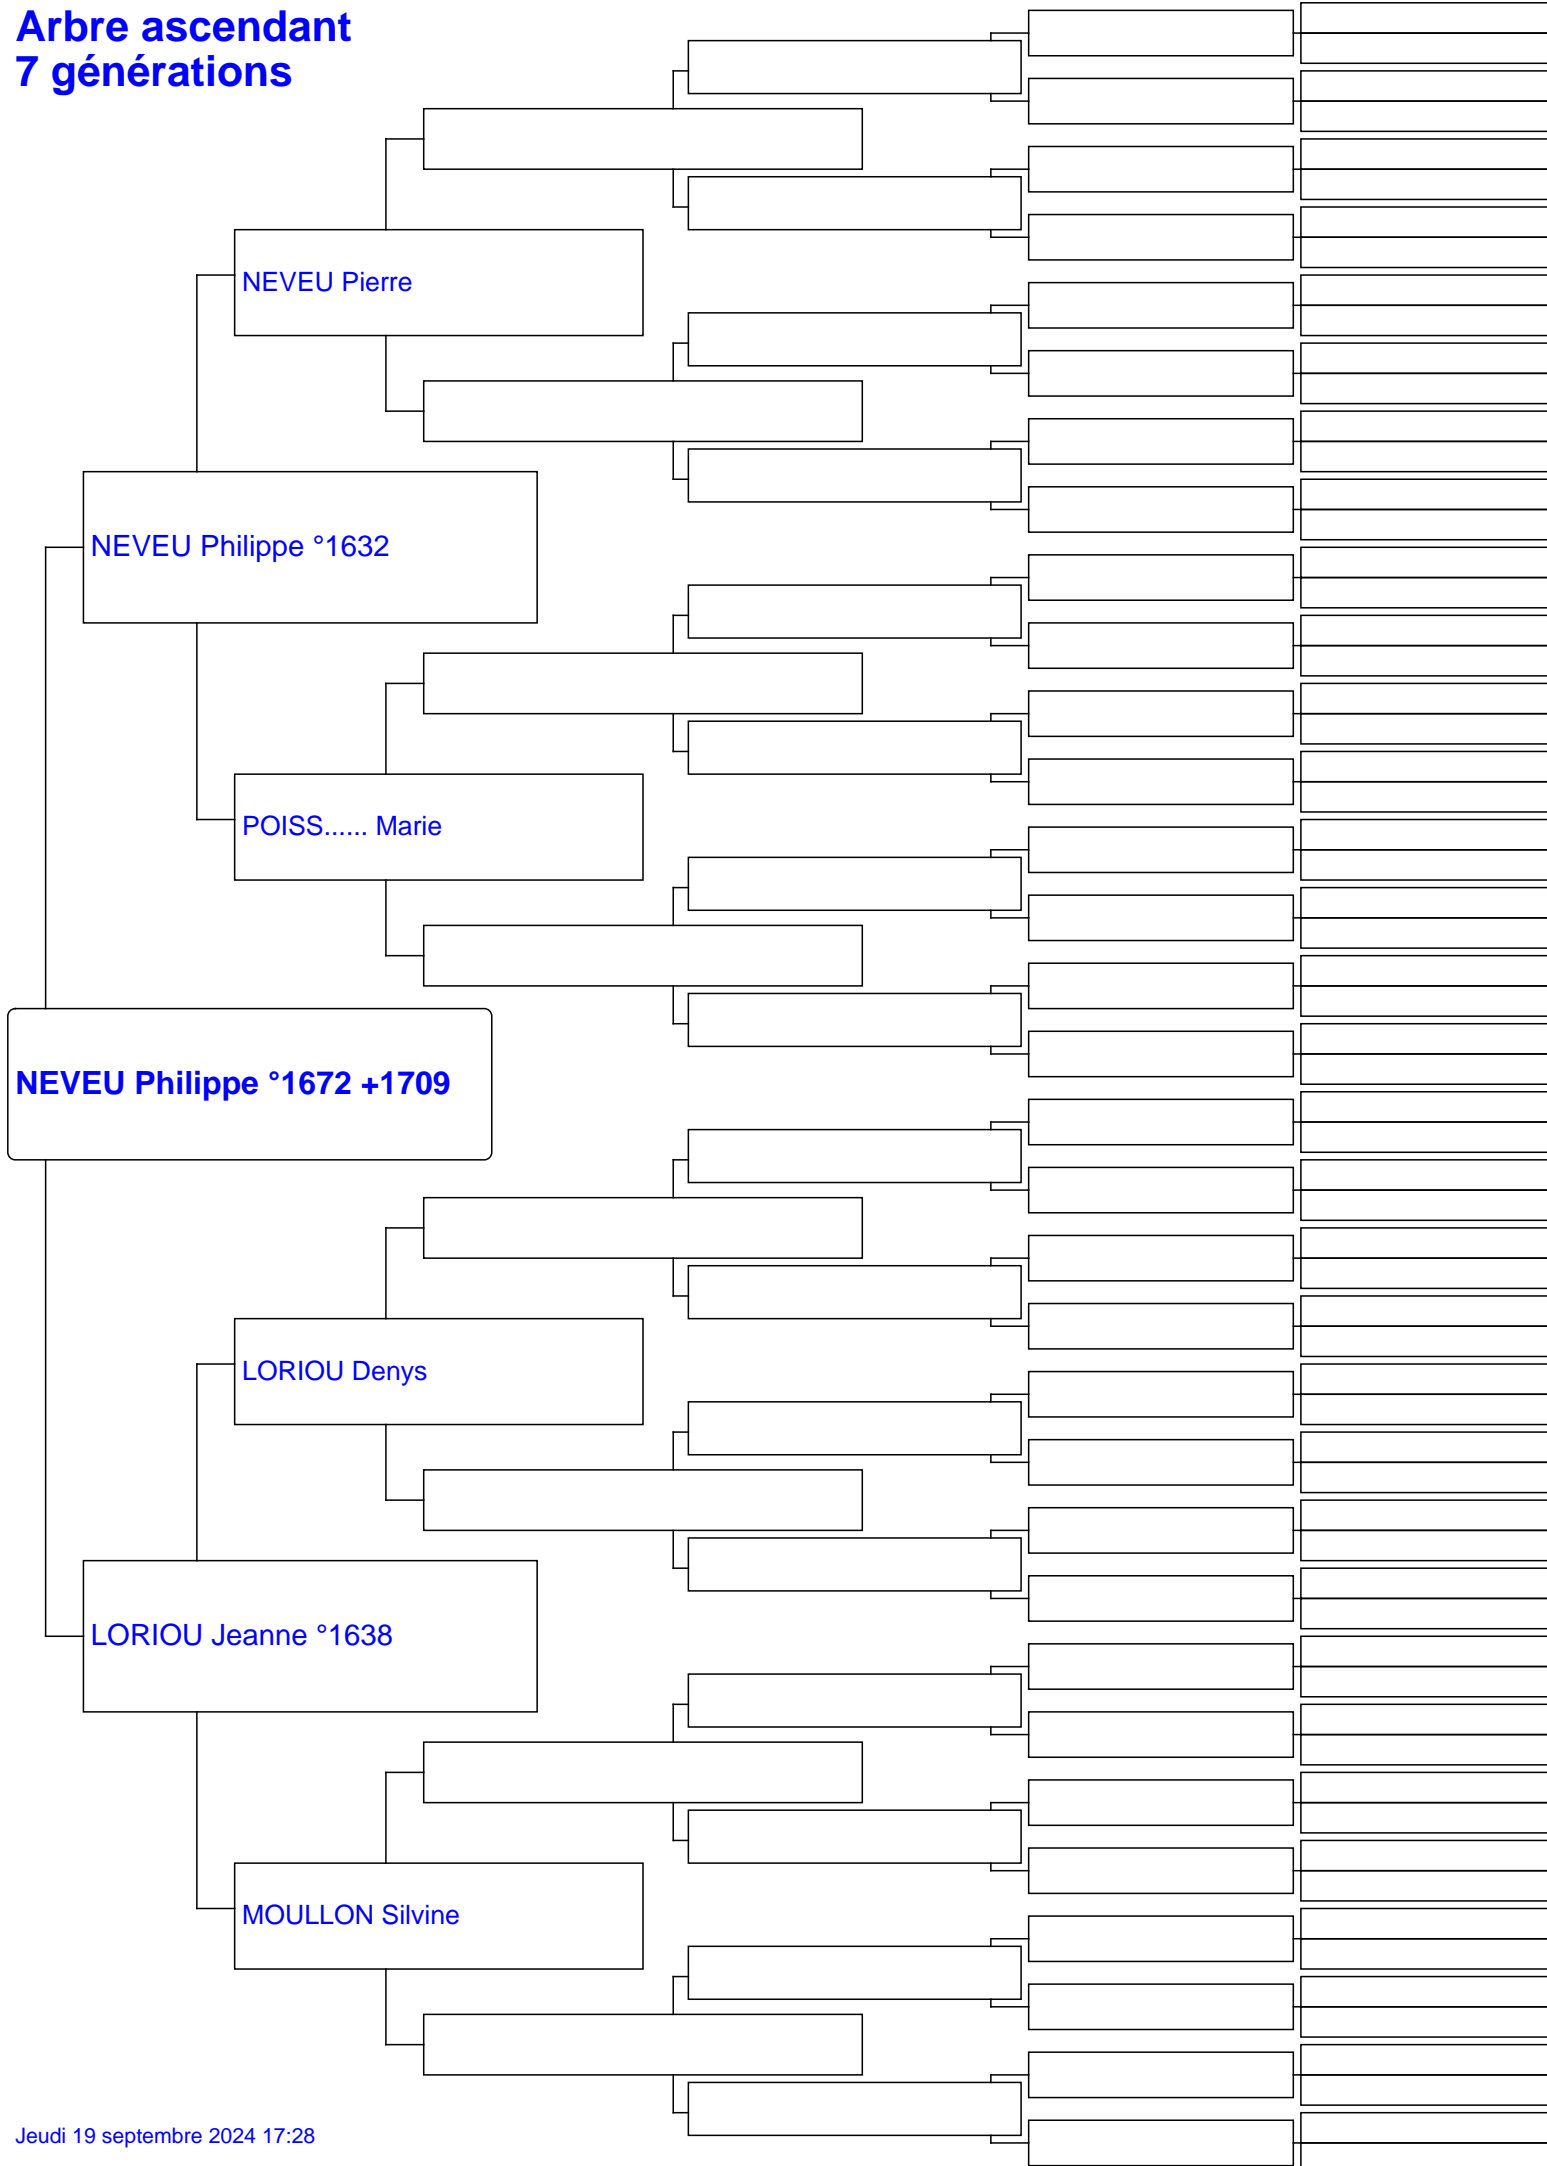 Arbre ascendant
7 générations
NEVEU Pierre
NEVEU Philippe °1632
POISS...... Marie
NEVEU Philippe °1672 +1709
LORIOU Denys
LORIOU Jeanne °1638
MOULLON Silvine
Jeudi 19 septembre 2024 17:28